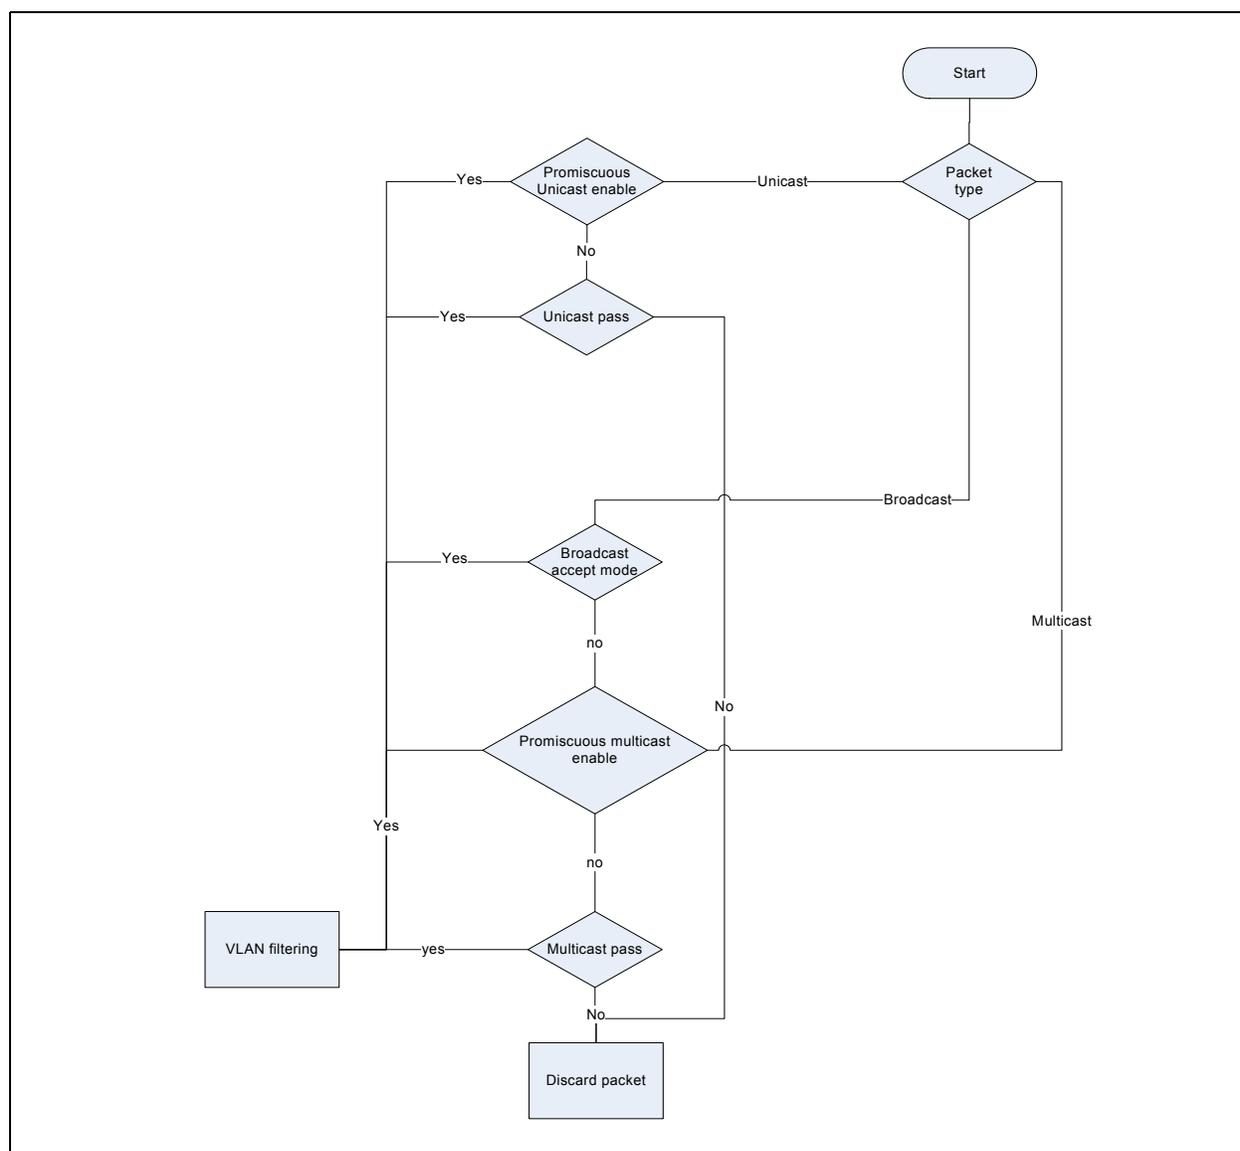 Start
Promiscuous
Unicast enable
Yes
Unicast
Packet
type
No
Yes
Unicast pass
Broadcast
Yes
Broadcast
accept mode
Multicast
no
No
Promiscuous multicast
enable
Yes
no
VLAN filtering
yes
Multicast pass
No
Discard packet